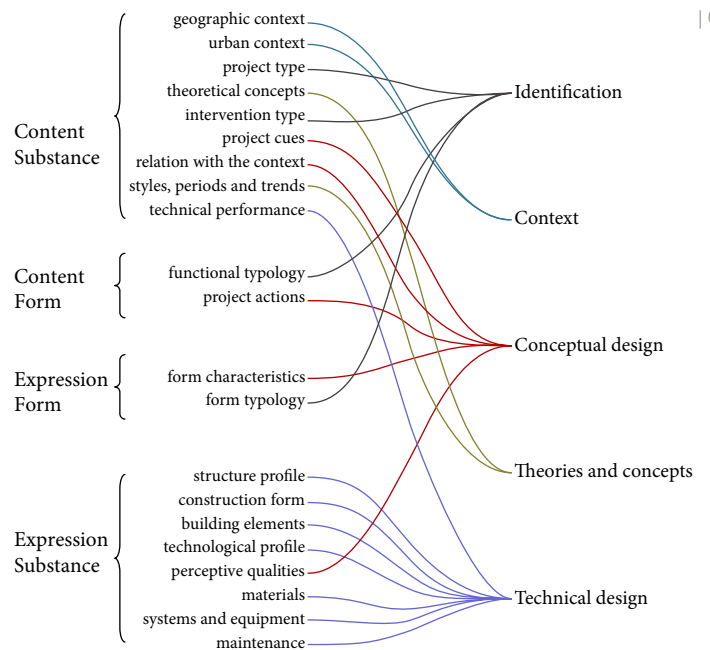 Content
Substance
geographic context
urban context
project type
theoretical concepts
intervention type
project cues
relation with the context
styles, periods and trends
technical performance
Content
Form
functional typology
project actions
Expression
Form
form characteristics
form typology
Expression
Substance
structure profile
construction form
building elements
technological profile
perceptive qualities
materials
systems and equipment
maintenance
Identification
Context
Conceptual design
Theories and concepts
Technical design